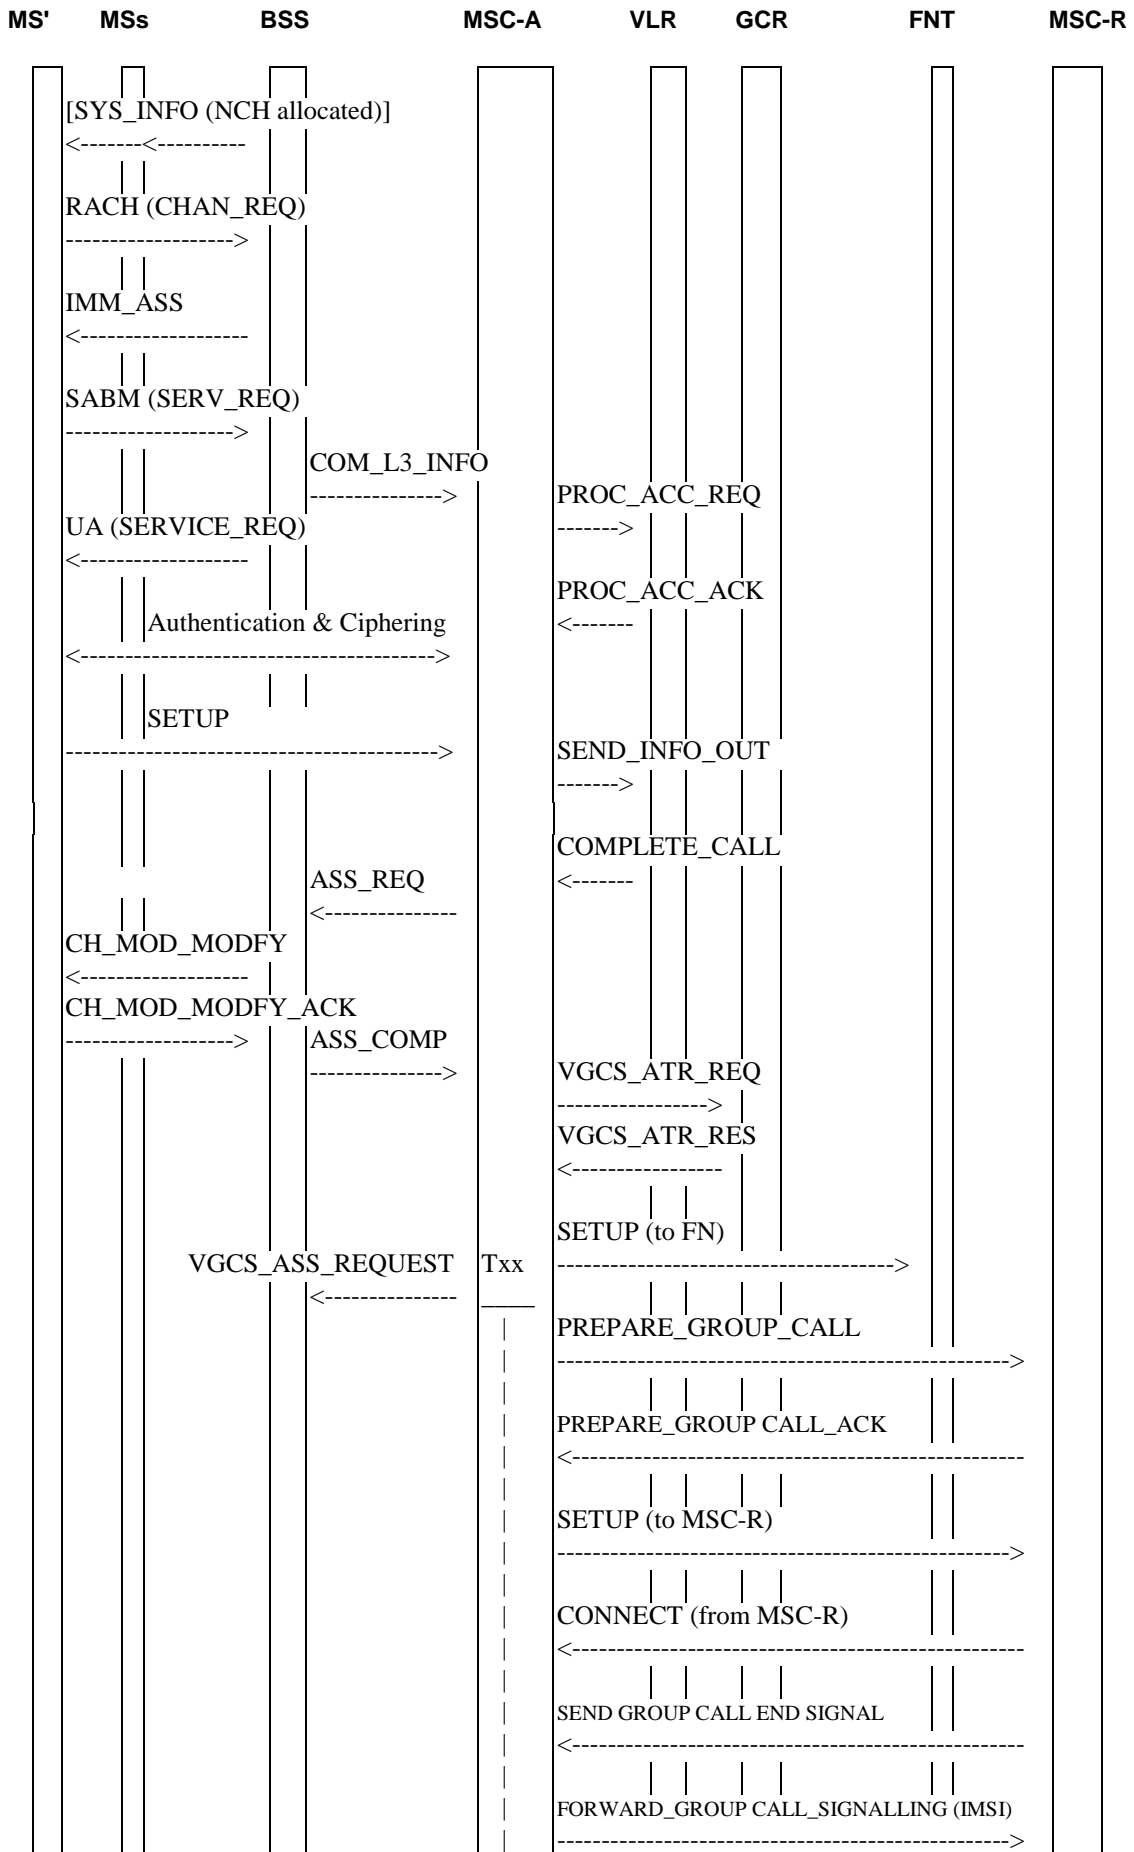 MS' MSs BSS MSC-A VLR GCR FNT MSC-R
[SYS_INFO (NCH allocated)]
<-------<----------
RACH (CHAN_REQ)
------------------->
IMM_ASS
<-------------------
SABM (SERV_REQ)
------------------->
COM_L3_INFO
---------------> PROC_ACC_REQ
UA (SERVICE_REQ) ------->
<-------------------
PROC_ACC_ACK
Authentication & Ciphering <-------
<---------------------------------------->
SETUP
------------------------------------------> SEND_INFO_OUT
------->
COMPLETE_CALL
ASS_REQ <-------
<---------------
CH_MOD_MODFY
<-------------------
CH_MOD_MODFY_ACK
-------------------> ASS_COMP
---------------> VGCS_ATR_REQ
----------------->
VGCS_ATR_RES
<-----------------
SETUP (to FN)
VGCS_ASS_REQUEST Txx -------------------------------------->
<--------------- ____
PREPARE_GROUP_CALL
--------------------------------------------------->
PREPARE_GROUP CALL_ACK
<---------------------------------------------------
SETUP (to MSC-R)
--------------------------------------------------->
CONNECT (from MSC-R)
<---------------------------------------------------
SEND GROUP CALL END SIGNAL
<---------------------------------------------------
FORWARD_GROUP CALL_SIGNALLING (IMSI)
--------------------------------------------------->